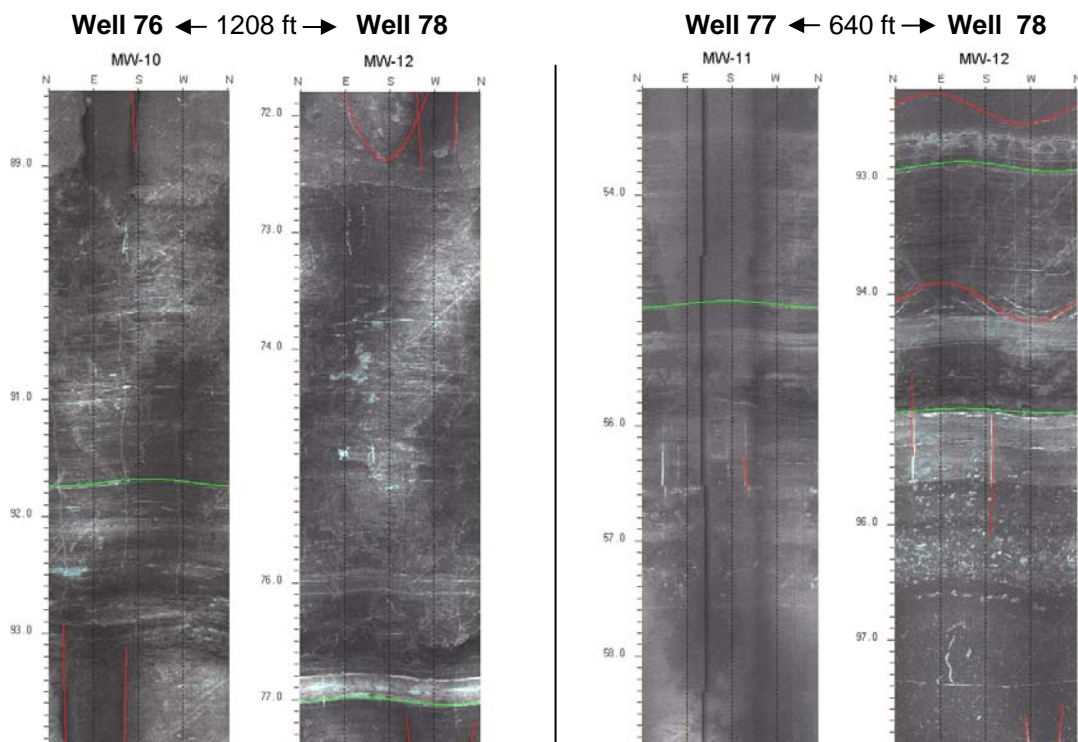 Well 76 ← 1208 ft → Well 78
Well 77 ← 640 ft → Well 78
MW-10
N E S W N
89.0
91.0
92.0
93.0
MW-12
N E S W N
72.0
73.0
74.0
76.0
77.0
MW-11
N E S W N
54.0
56.0
57.0
58.0
MW-12
N E S W N
93.0
94.0
96.0
97.0